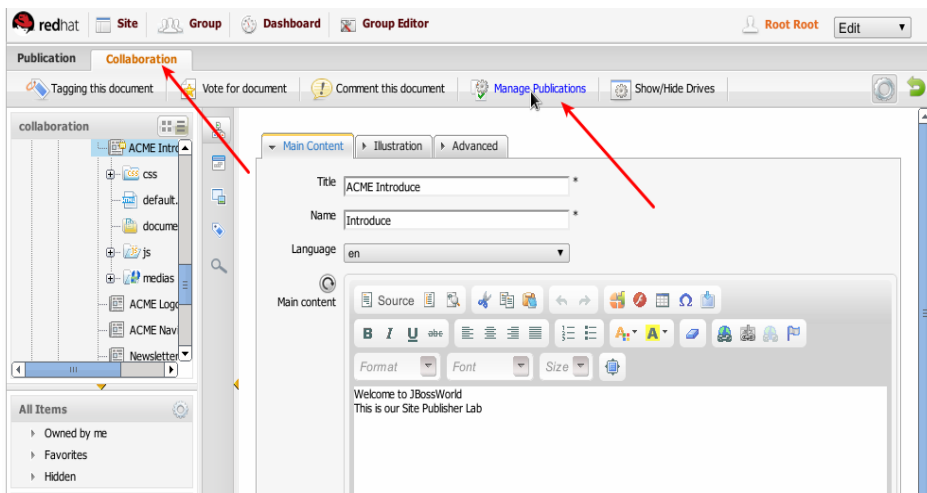 redhat Site Group Dashboard Group Editor Root Root Edit
Publication Collaboration
Tagging this document Vote for document Comment this document Manage Publications Show/Hide Drives
collaboration
ACME Intro
css
default.
docume
js
medias
ACME Logo
ACME Navi
Newsletter
All Items
Owned by me
Favorites
Hidden
Main Content Illustration Advanced
Title ACME Introduce *
Name Introduce *
Language en
Main content
Source
B I U abc A A
Format Font Size
Welcome to JBossWorld
This is our Site Publisher Lab